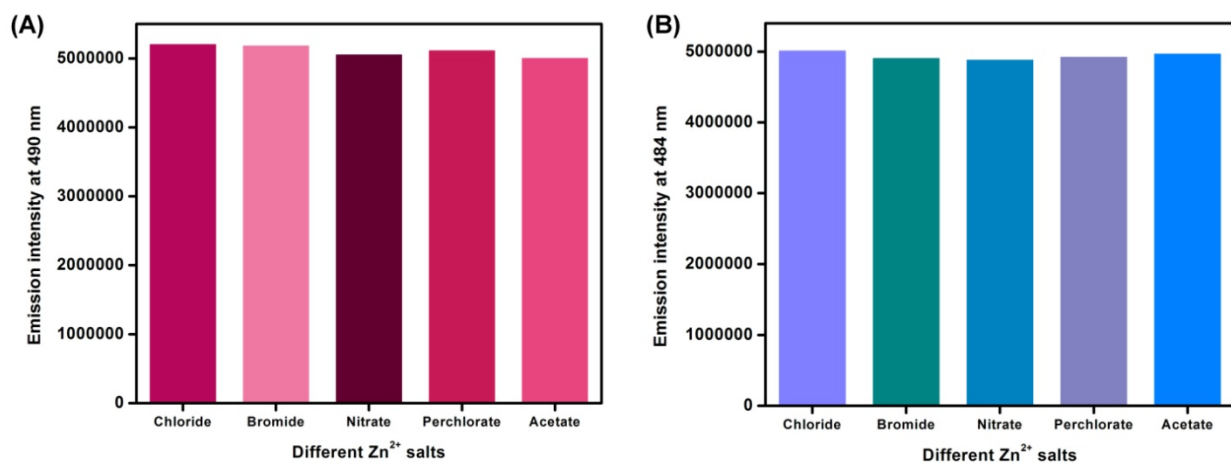 (A)
Emission intensity at 490 nm
5000000
4000000
3000000
2000000
1000000
0
Chloride Bromide Nitrate Perchlorate Acetate
Different Zn²⁺ salts
(B)
Emission intensity at 484 nm
5000000
4000000
3000000
2000000
1000000
0
Chloride Bromide Nitrate Perchlorate Acetate
Different Zn²⁺ salts